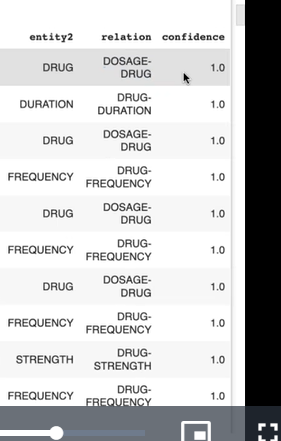 entity2 relation confidence
DRUG DOSAGE-
DRUG 1.0
DURATION DRUG-
DURATION 1.0
DRUG DOSAGE-
DRUG 1.0
FREQUENCY DRUG-
FREQUENCY 1.0
DRUG DOSAGE-
DRUG 1.0
FREQUENCY DRUG-
FREQUENCY 1.0
DRUG DOSAGE-
DRUG 1.0
FREQUENCY DRUG-
FREQUENCY 1.0
STRENGTH DRUG-
STRENGTH 1.0
FREQUENCY DRUG-
FREQUENCY 1.0